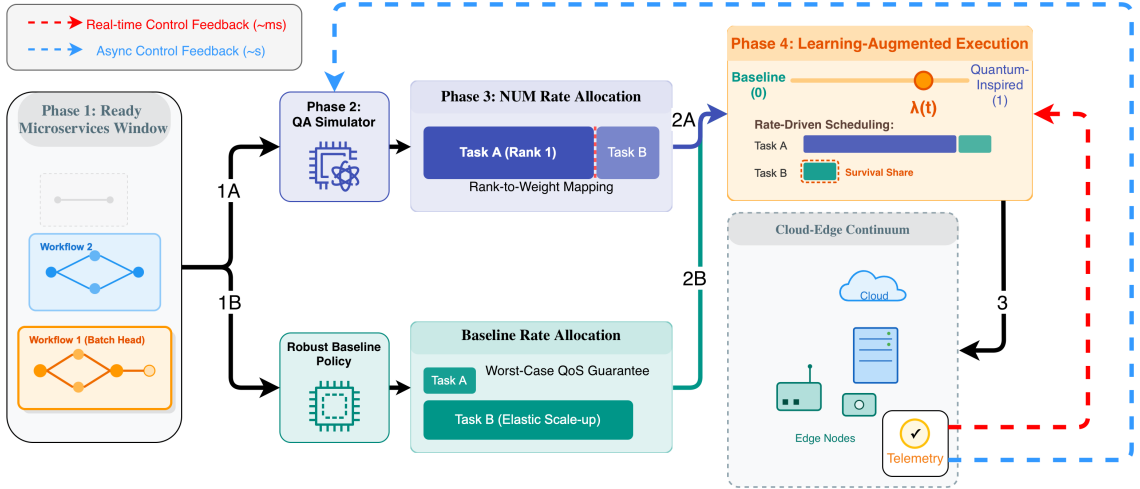 Real-time Control Feedback (~ms)
Async Control Feedback (~s)
Phase 1: Ready
Microservices Window
Workflow 2
Workflow 1 (Batch Head)
1A
1B
Phase 2:
QA Simulator
Phase 3: NUM Rate Allocation
Task A (Rank 1)
Task B
Rank-to-Weight Mapping
2A
Robust Baseline
Policy
Baseline Rate Allocation
Task A
Worst-Case QoS Guarantee
Task B (Elastic Scale-up)
2B
Phase 4: Learning-Augmented Execution
Baseline
(0)
Quantum-
Inspired
(1)
λ(t)
Rate-Driven Scheduling:
Task A
Task B
Survival Share
3
Cloud-Edge Continuum
Cloud
Edge Nodes
Telemetry